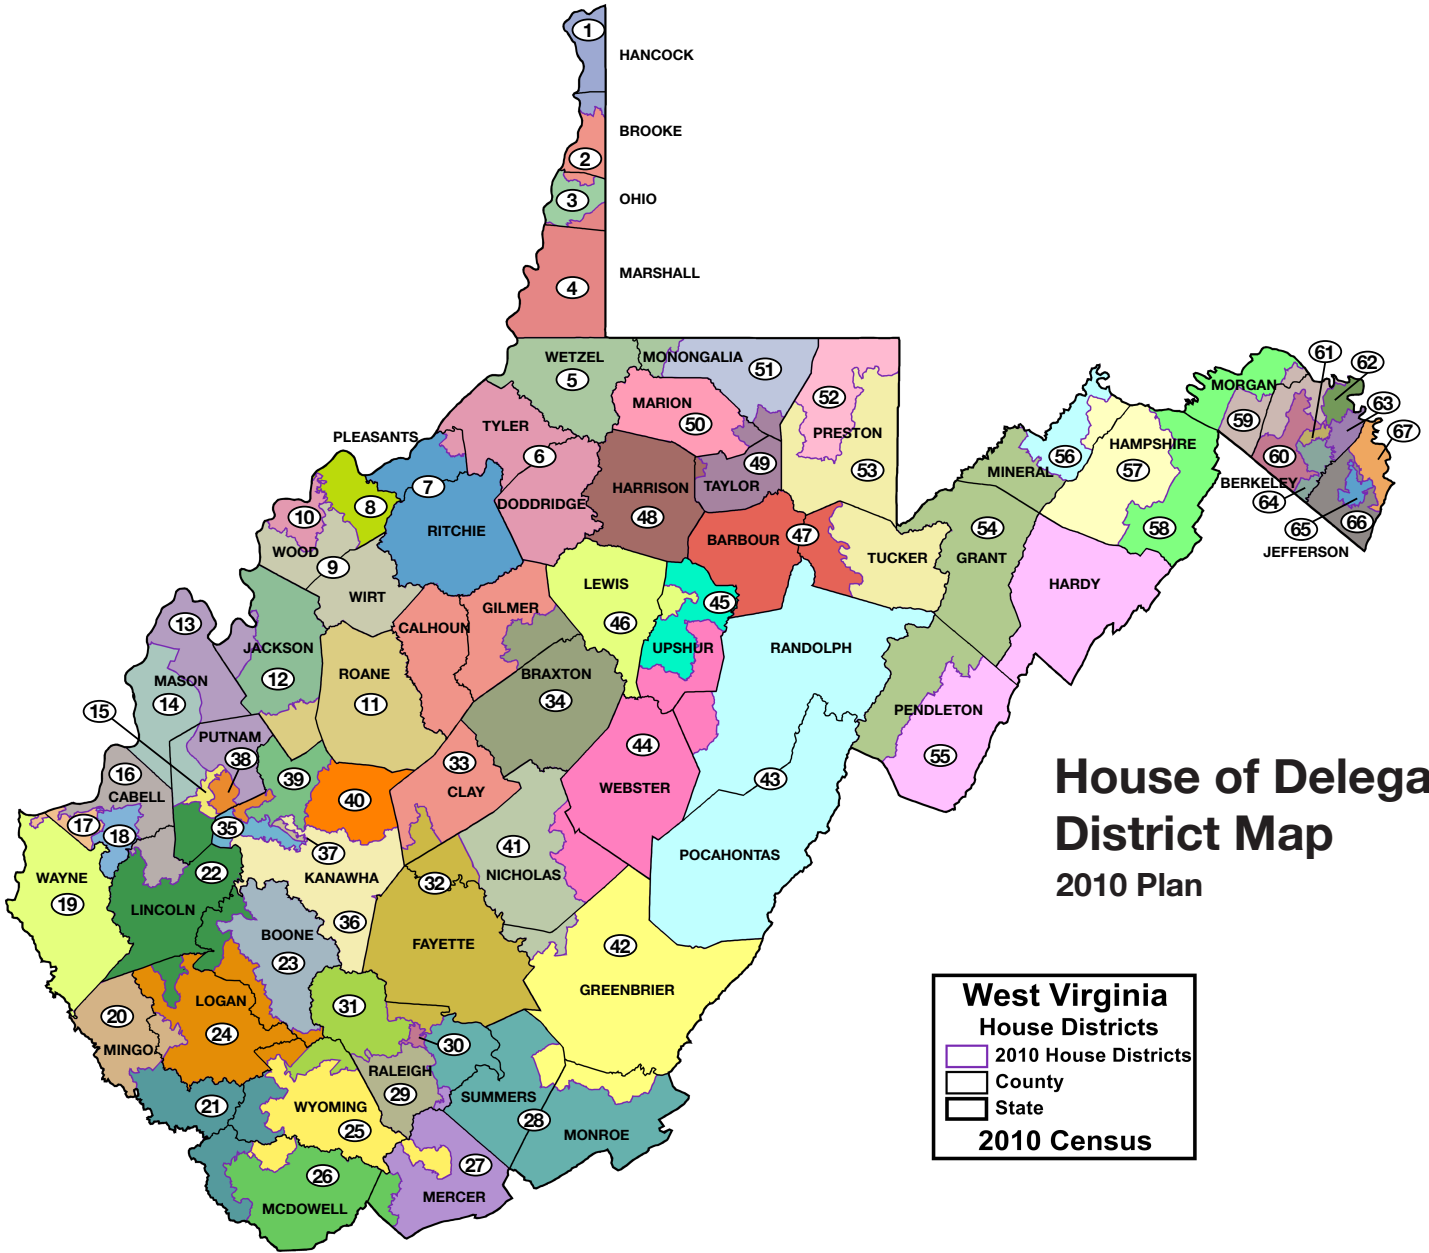 1
HANCOCK
BROOKE
2
3
OHIO
MARSHALL
4
WETZEL
5
MONONGALIA
51
MARION
50
52
PRESTON
53
PLEASANTS
TYLER
6
7
8
10
WOOD
9
RITCHIE
DODDRIDGE
HARRISON
48
TAYLOR
49
BARBOUR
47
TUCKER
MINERAL
54
GRANT
56
HAMPSHIRE
57
58
HARDY
MORGAN
59
60
61
62
63
67
BERKELEY
64
65
66
JEFFERSON
WIRT
13
JACKSON
12
MASON
14
15
ROANE
11
CALHOUN
GILMER
LEWIS
46
45
UPSHUR
RANDOLPH
BRAXTON
34
PENDLETON
55
PUTNAM
38
39
16
CABELL
17
18
35
40
37
KANAWHA
36
33
CLAY
44
WEBSTER
43
POCAHONTAS
41
NICHOLAS
WAYNE
19
22
LINCOLN
BOONE
23
32
FAYETTE
42
GREENBRIER
20
MINGO
LOGAN
24
31
30
RALEIGH
29
21
WYOMING
25
SUMMERS
28
MONROE
26
MCDOWELL
27
MERCER
House of Delega
District Map
2010 Plan
West Virginia
House Districts
2010 House Districts
County
State
2010 Census